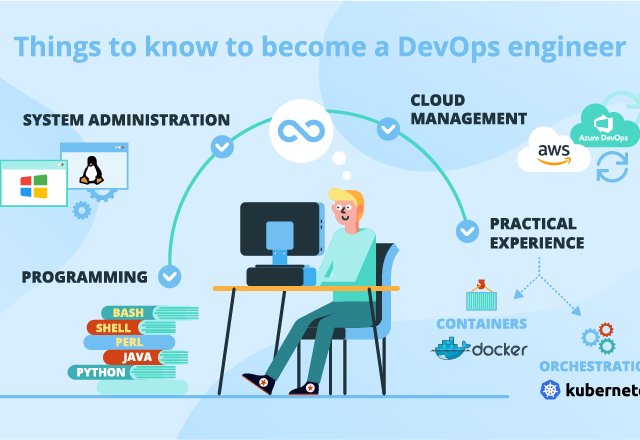 Things to know to become a DevOps engineer
SYSTEM ADMINISTRATION
CLOUD
MANAGEMENT
Azure DevOps
aws
PRACTICAL
EXPERIENCE
PROGRAMMING
BASH
SHELL
PERL
JAVA
PYTHON
CONTAINERS
docker
ORCHESTRATIO
kubernete